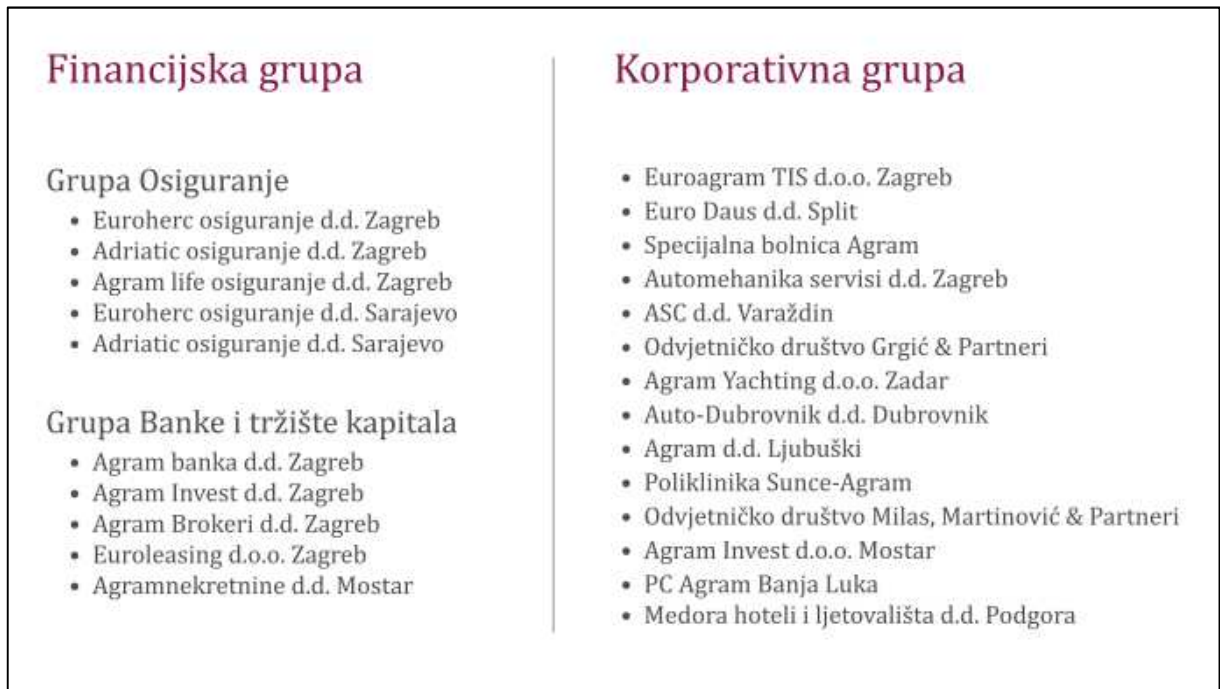 Financijska grupa
Grupa Osiguranje
• Euroherc osiguranje d.d. Zagreb
• Adriatic osiguranje d.d. Zagreb
• Agram life osiguranje d.d. Zagreb
• Euroherc osiguranje d.d. Sarajevo
• Adriatic osiguranje d.d. Sarajevo
Grupa Banke i tržište kapitala
• Agram banka d.d. Zagreb
• Agram Invest d.d. Zagreb
• Agram Brokeri d.d. Zagreb
• Euroleasing d.o.o. Zagreb
• Agramnekretnine d.d. Mostar
Korporativna grupa
• Euroagram TIS d.o.o. Zagreb
• Euro Daus d.d. Split
• Specijalna bolnica Agram
• Automehanika servisi d.d. Zagreb
• ASC d.d. Varaždin
• Odvjetničko društvo Grgić & Partneri
• Agram Yachting d.o.o. Zadar
• Auto-Dubrovnik d.d. Dubrovnik
• Agram d.d. Ljubuški
• Poliklinika Sunce-Agram
• Odvjetničko društvo Milas, Martinović & Partneri
• Agram Invest d.o.o. Mostar
• PC Agram Banja Luka
• Medora hoteli i ljetovališta d.d. Podgora